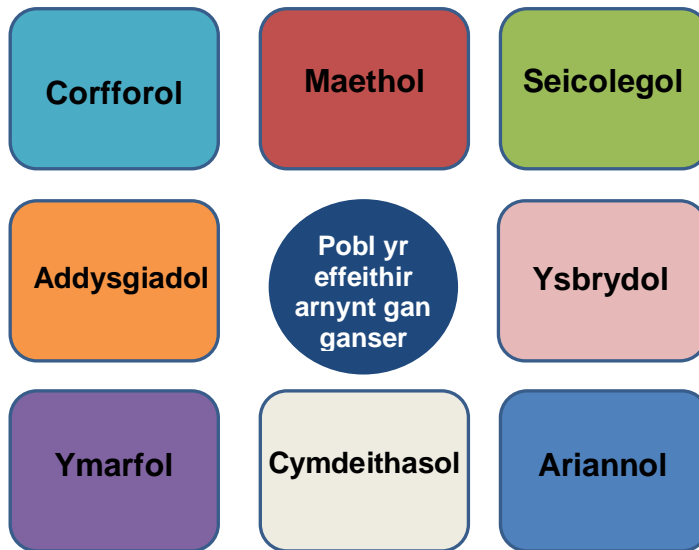 Corfforol
Maethol
Seicolegol
Addysgiadol
Pobl yr
effeithir
arnynt gan
ganser
Ysbrydol
Ymarfol
Cymdeithasol
Ariannol